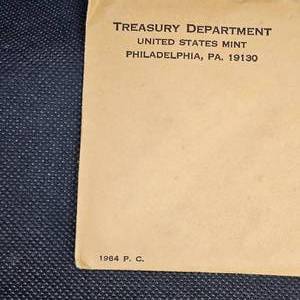 TREASURY DEPARTMENT
UNITED STATES MINT
PHILADELPHIA, PA. 19130
1964 P. C.